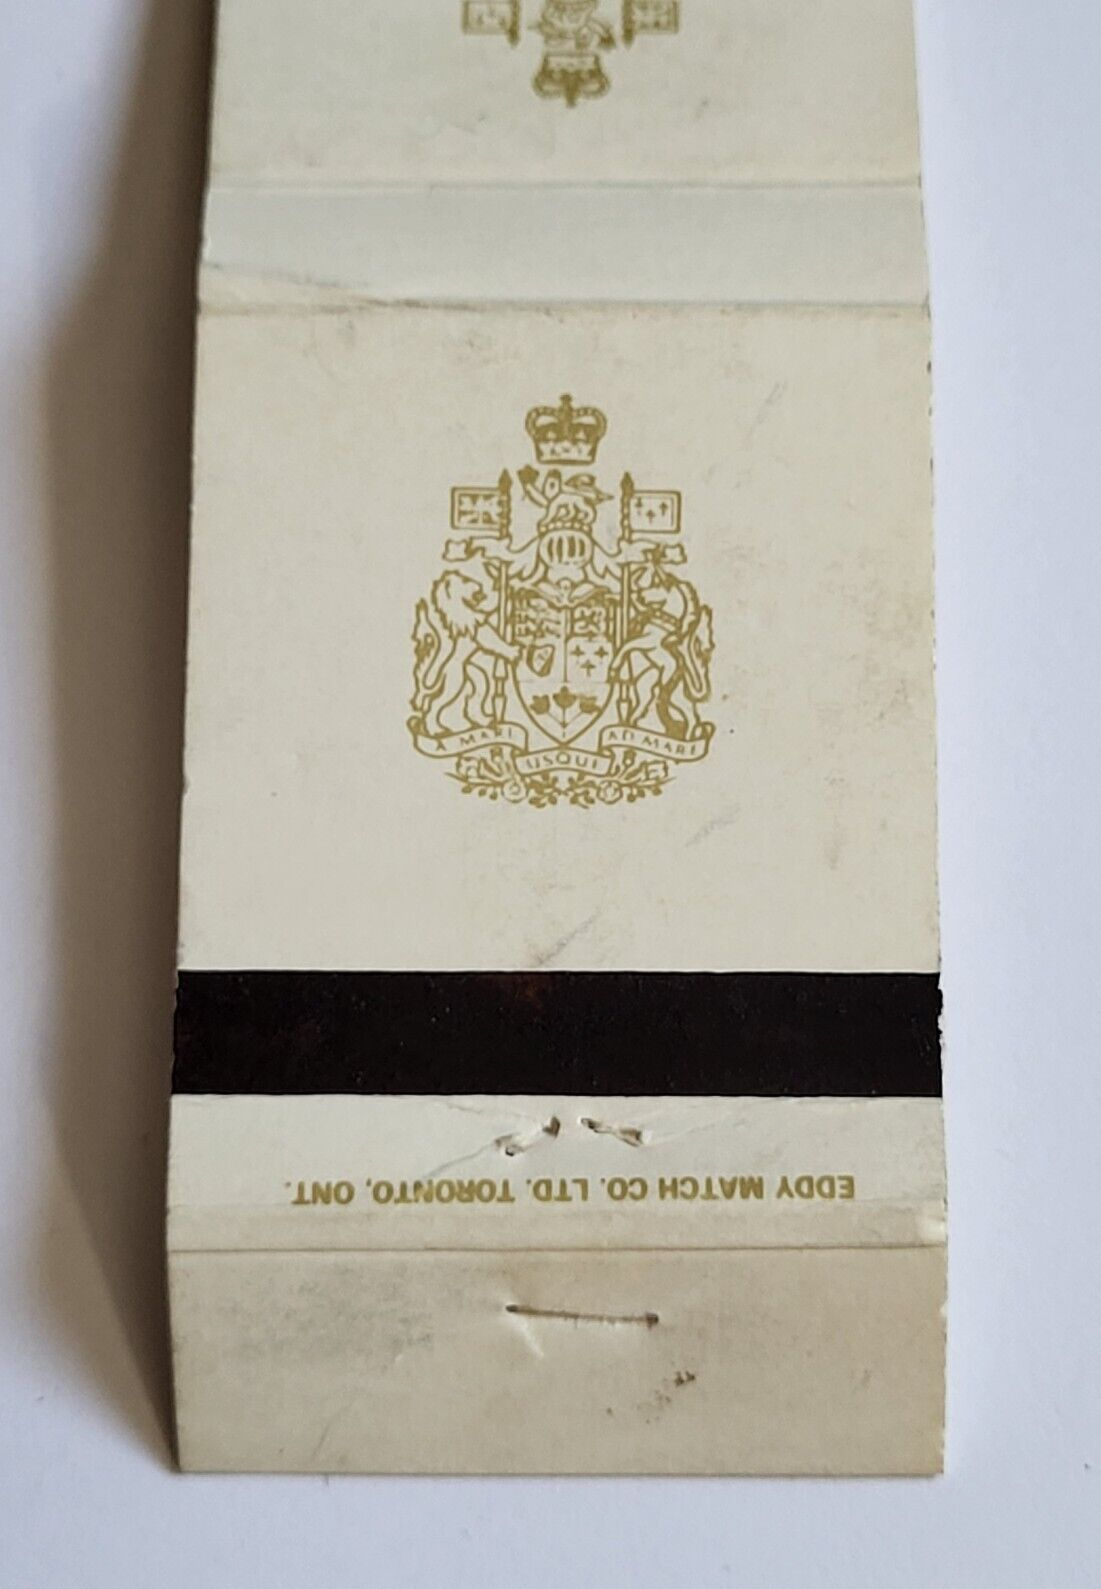 A MARI
USQUE
AD MARE
EDDY MATCH CO. LTD. TORONTO, ONT.